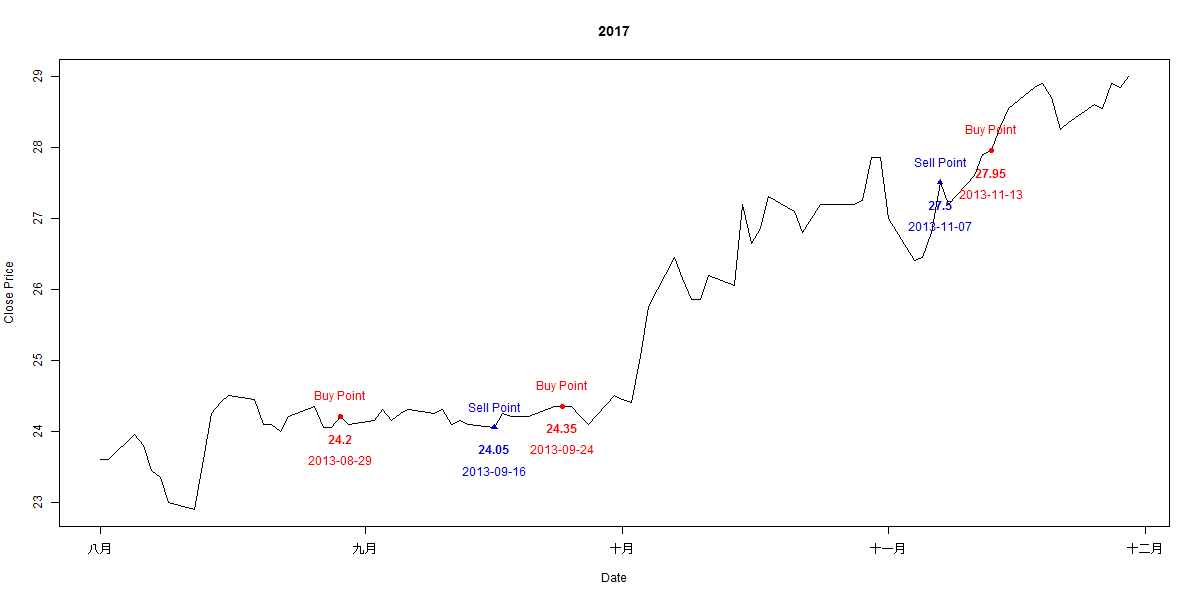 2017
Close Price
29
28
27
26
25
24
23
Buy Point
24.2
2013-08-29
Sell Point
24.05
2013-09-16
Buy Point
24.35
2013-09-24
Sell Point
27.5
2013-11-07
Buy Point
27.95
2013-11-13
八月
九月
十月
十一月
十二月
Date